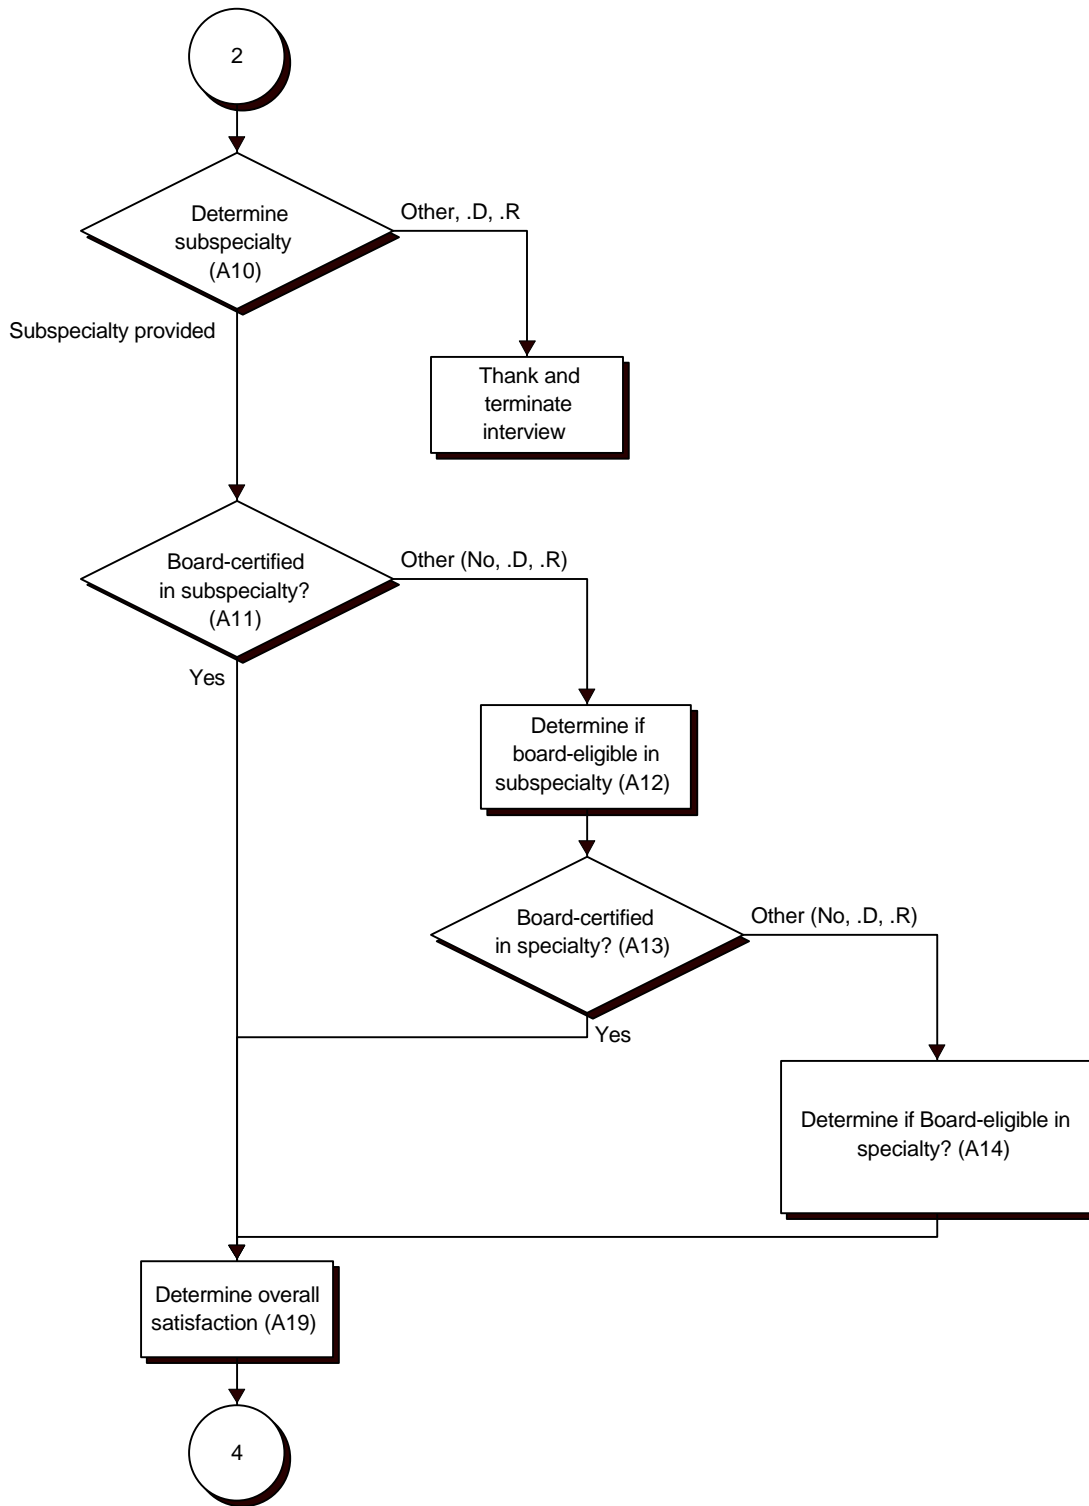 2
Determine
subspecialty
(A10)
Other, .D, .R
Subspecialty provided
Thank and
terminate
interview
Board-certified
in subspecialty?
(A11)
Other (No, .D, .R)
Yes
Determine if
board-eligible in
subspecialty (A12)
Board-certified
in specialty? (A13)
Other (No, .D, .R)
Yes
Determine if Board-eligible in
specialty? (A14)
Determine overall
satisfaction (A19)
4